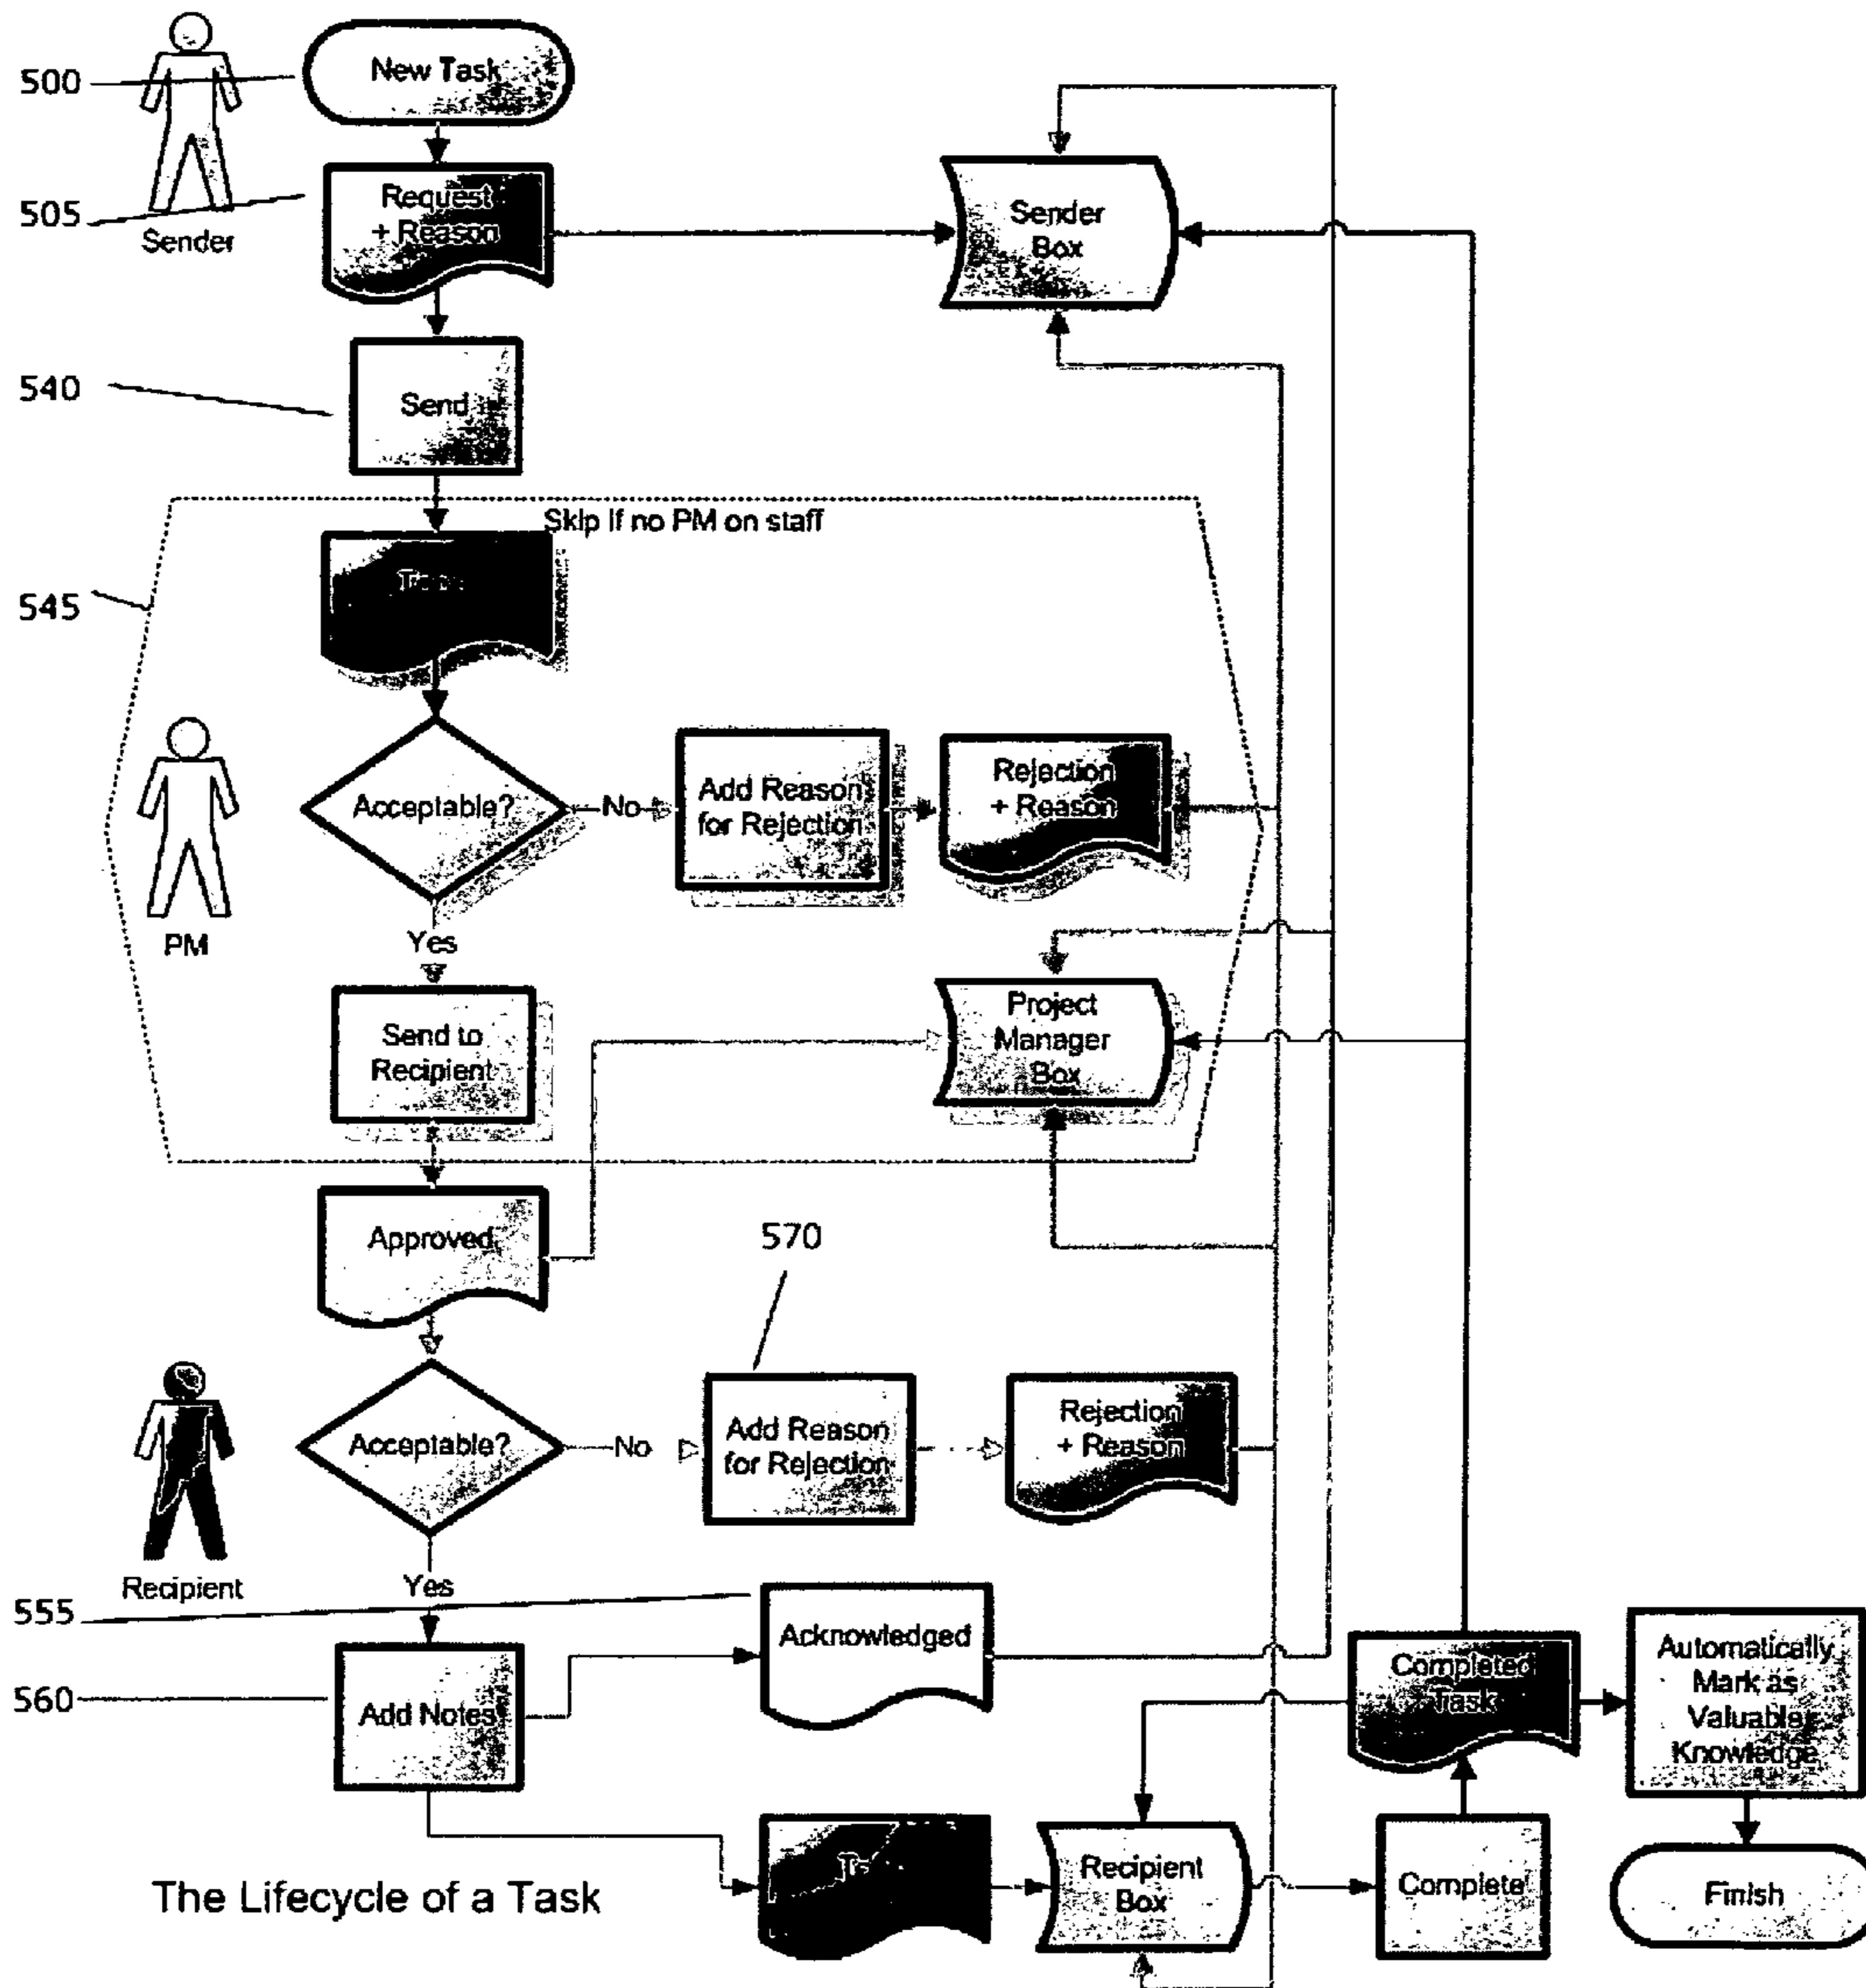 500
New Task
505
Sender
Request
+ Reason
Sender
Box
540
Send
Skip if no PM on staff
545
Acceptable?
No
Add Reason
for Rejection
Rejection
+ Reason
PM
Yes
Send to
Recipient
Project
Manager
Box
Approved
570
Acceptable?
No
Add Reason
for Rejection
Rejection
+ Reason
Recipient
Yes
555
Acknowledged
560
Add Notes
Completed
Task
Automatically
Mark as
Valuable
Knowledge
Recipient
Box
Complete
Finish
The Lifecycle of a Task